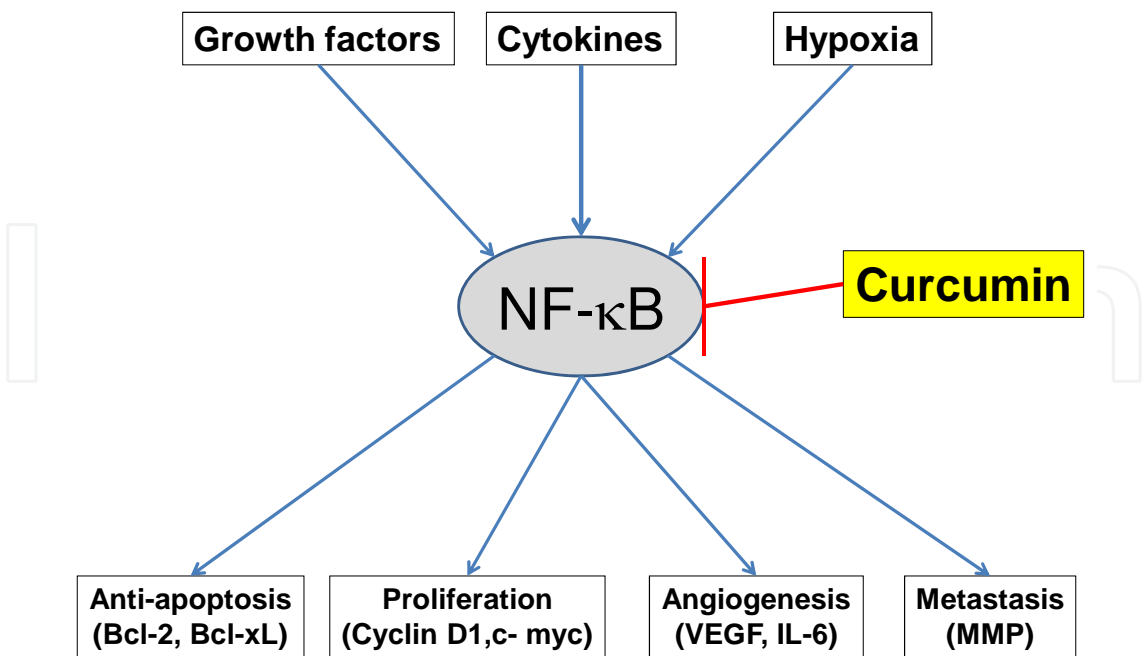 Growth factors
Cytokines
Hypoxia
Curcumin
NF-κB
Anti-apoptosis
(Bcl-2, Bcl-xL)
Proliferation
(Cyclin D1,c- myc)
Angiogenesis
(VEGF, IL-6)
Metastasis
(MMP)